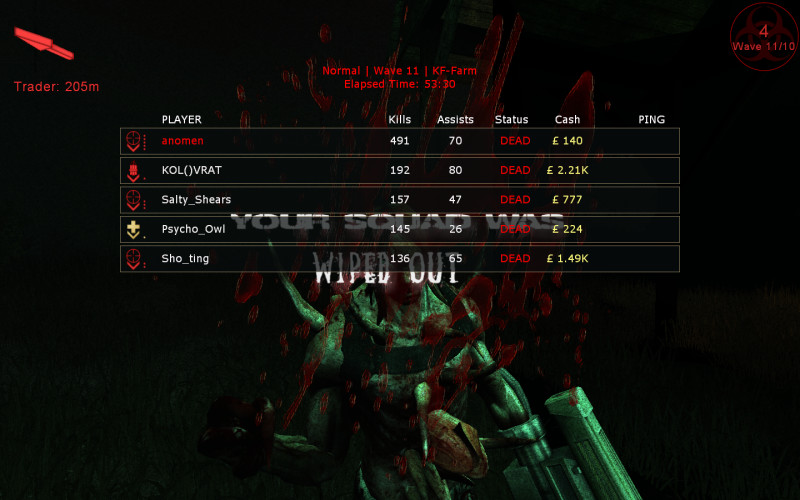 4
Wave 11/10
Trader: 205m
Normal | Wave 11 | KF-Farm
Elapsed Time: 53:30
PLAYER Kills Assists Status Cash PING
anomen 491 70 DEAD £ 140
KOL()VRAT 192 80 DEAD £ 2.21K
Salty_Shears 157 47 DEAD £ 777
YOUR SQUAD WAS
Psycho_Owl 145 26 DEAD £ 224
Sho_ting 136 65 DEAD £ 1.49K
WIPED OUT